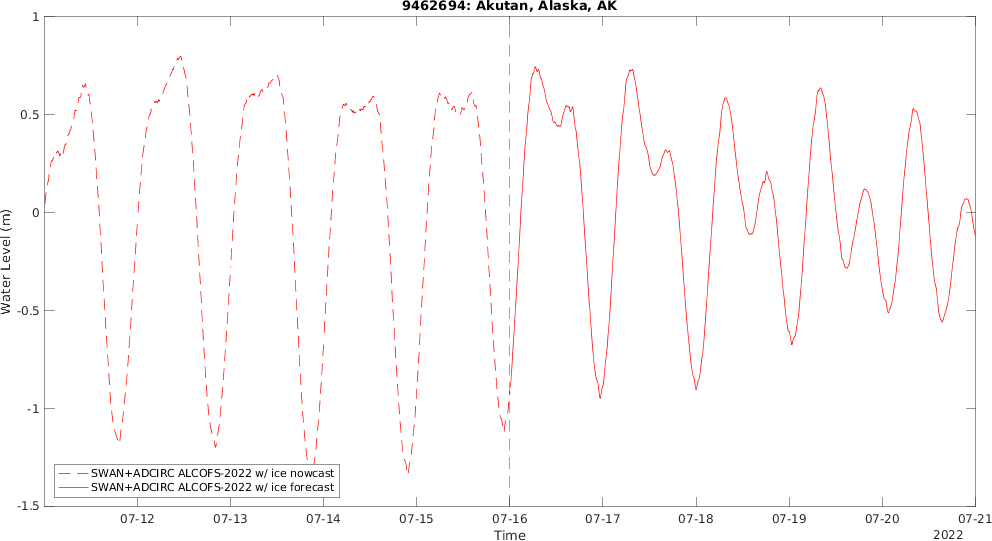 9462694: Akutan, Alaska, AK
1
0.5
0
-0.5
-1
-1.5
Water Level (m)
SWAN+ADCIRC ALCOFS-2022 w/ ice nowcast
SWAN+ADCIRC ALCOFS-2022 w/ ice forecast
07-12 07-13 07-14 07-15 07-16 07-17 07-18 07-19 07-20 07-21
Time
2022